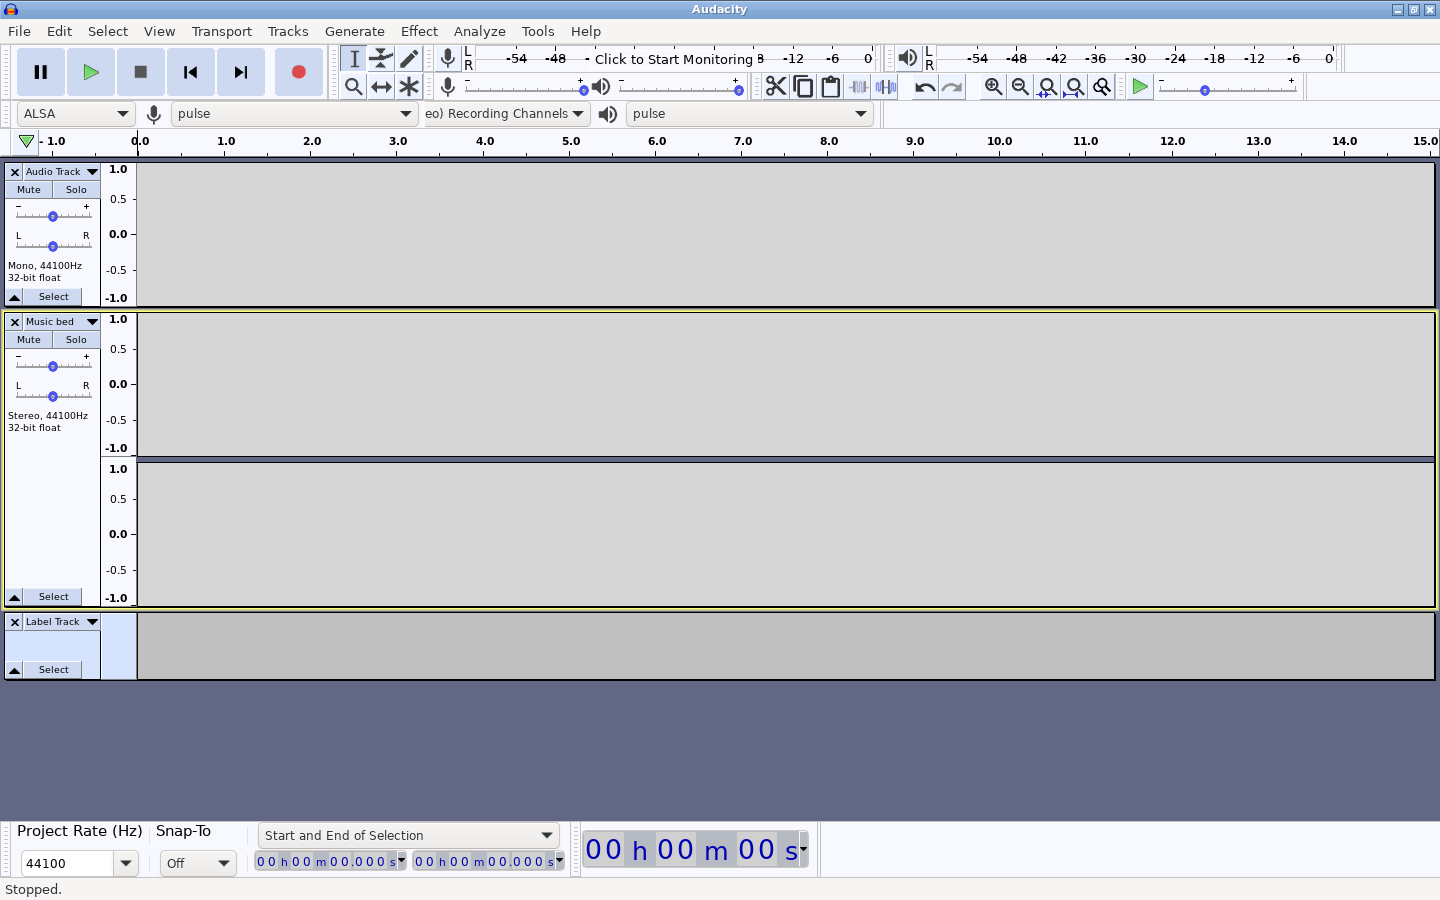 Audacity
File Edit Select View Transport Tracks Generate Effect Analyze Tools Help
L R -54 -48 - Click to Start Monitoring -12 -6 0
L R -54 -48 -42 -36 -30 -24 -18 -12 -6 0
- + - + - +
ALSA pulse eo) Recording Channels pulse
- 1.0 0.0 1.0 2.0 3.0 4.0 5.0 6.0 7.0 8.0 9.0 10.0 11.0 12.0 13.0 14.0 15.0
Audio Track
Mute Solo
- +
L R
Mono, 44100Hz
32-bit float
Select
1.0
0.5
0.0
-0.5
-1.0
Music bed
Mute Solo
- +
L R
Stereo, 44100Hz
32-bit float
Select
1.0
0.5
0.0
-0.5
-1.0
1.0
0.5
0.0
-0.5
-1.0
Label Track
Select
Project Rate (Hz) Snap-To Start and End of Selection
44100 Off 00 h 00 m 00.000 s 00 h 00 m 00.000 s
00 h 00 m 00 s
Stopped.